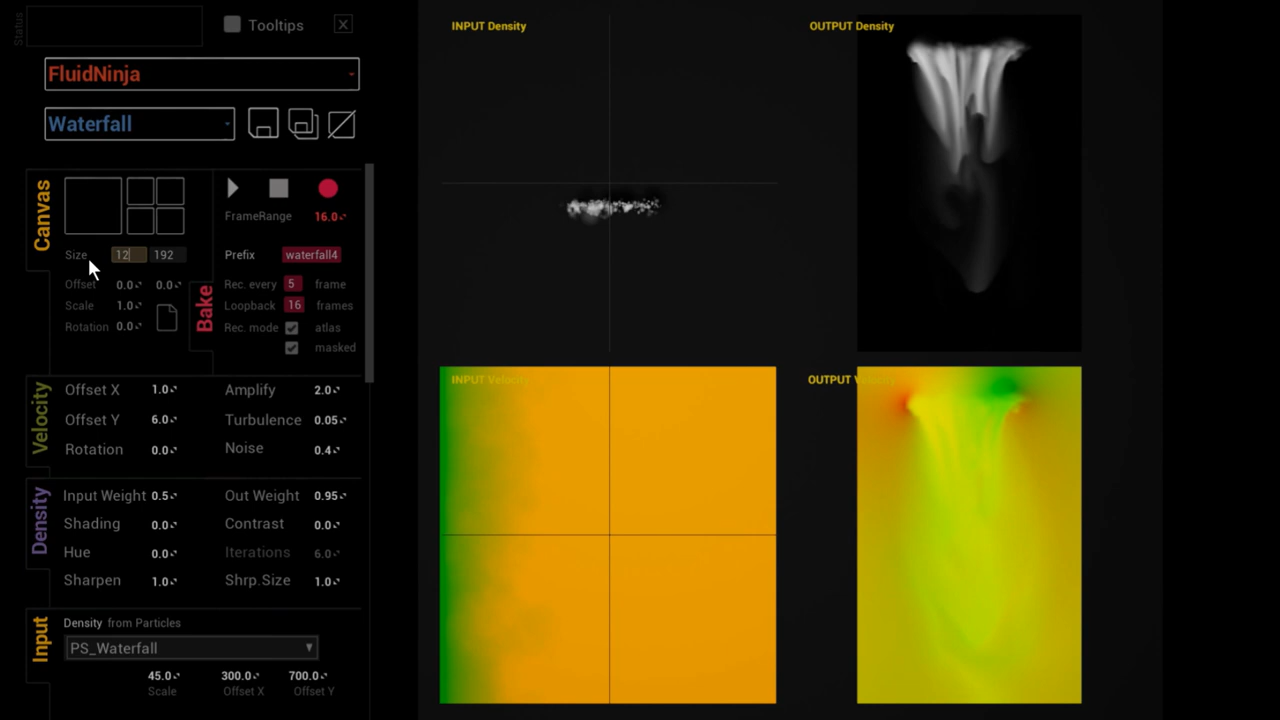 Status
Tooltips
X
FluidNinja
Waterfall
Canvas
FrameRange 16.0
Size 12 192
Prefix waterfall4
Offset 0.0 0.0
Rec. every 5 frame
Scale 1.0
Bake
Loopback 16 frames
Rotation 0.0
Rec. mode atlas
masked
Velocity
Offset X 1.0 Amplify 2.0
Offset Y 6.0 Turbulence 0.05
Rotation 0.0 Noise 0.4
Density
Input Weight 0.5 Out Weight 0.95
Shading 0.0 Contrast 0.0
Hue 0.0 Iterations 6.0
Sharpen 1.0 Shrp.Size 1.0
Input
Density from Particles
PS_Waterfall
45.0 300.0 700.0
Scale Offset X Offset Y
INPUT Density
OUTPUT Density
INPUT Velocity
OUTPUT Velocity